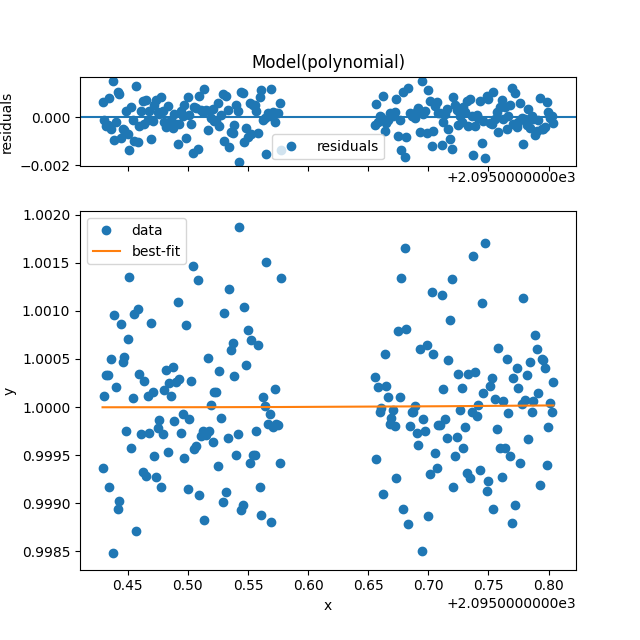 Model(polynomial)
0.000
−0.002
residuals
residuals
+2.0950000000e3
1.0020
1.0015
1.0010
1.0005
1.0000
0.9995
0.9990
0.9985
y
data
best-fit
0.45 0.50 0.55 0.60 0.65 0.70 0.75 0.80
x
+2.0950000000e3